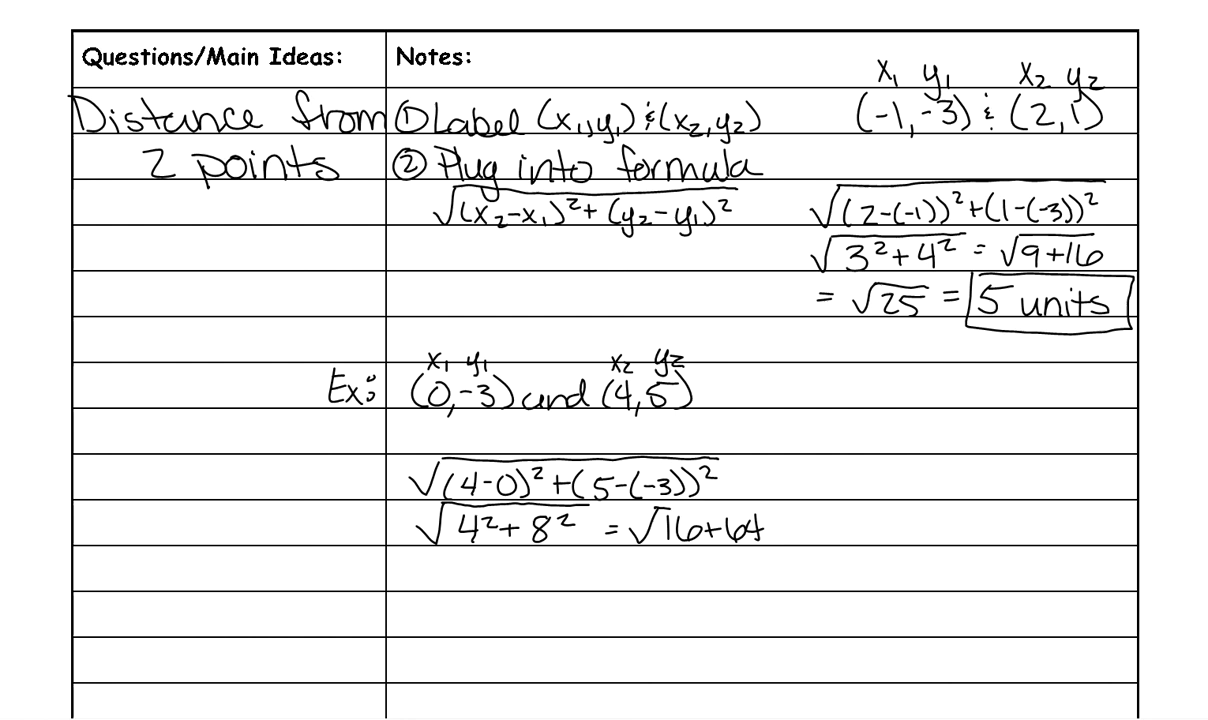 Questions/Main Ideas:
Notes:
x₁ y₁ x₂ y₂
Distance from
2 points
① Label (x₁,y₁) & (x₂,y₂)
② Plug into formula
√((x₂-x₁)²+(y₂-y₁)²)
(-1,-3) & (2,1)
√((2-(-1))²+(1-(-3))²)
√(3²+4²) = √(9+16)
= √25 = 5 units
x₁ y₁ x₂ y₂
Ex: (0,-3) and (4,5)
√((4-0)²+(5-(-3))²)
√(4²+8²) = √16+64